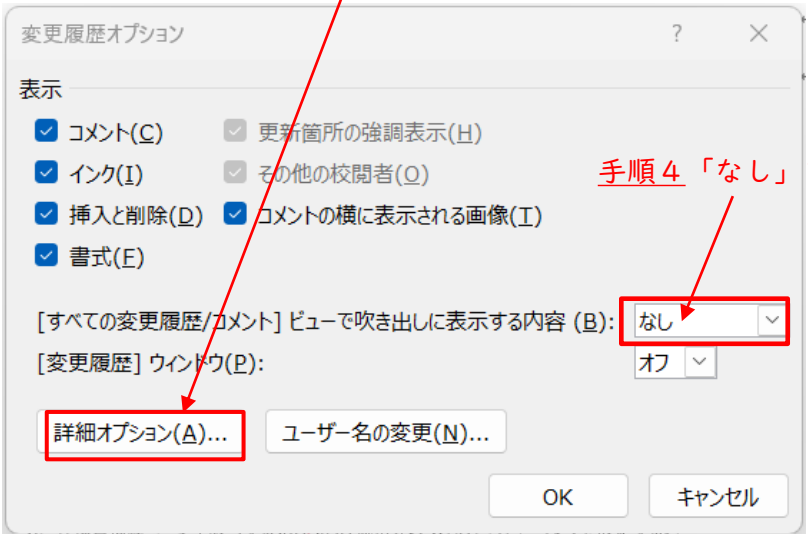 変更履歴オプション
表示
コメント(C)
更新箇所の強調表示(H)
インク(I)
その他の校閲者(O)
手順4「なし」
挿入と削除(D)
コメントの横に表示される画像(T)
書式(F)
[すべての変更履歴/コメント] ビューで吹き出しに表示する内容 (B):
なし
[変更履歴] ウィンドウ(P):
オフ
詳細オプション(A)...
ユーザー名の変更(N)...
OK
キャンセル